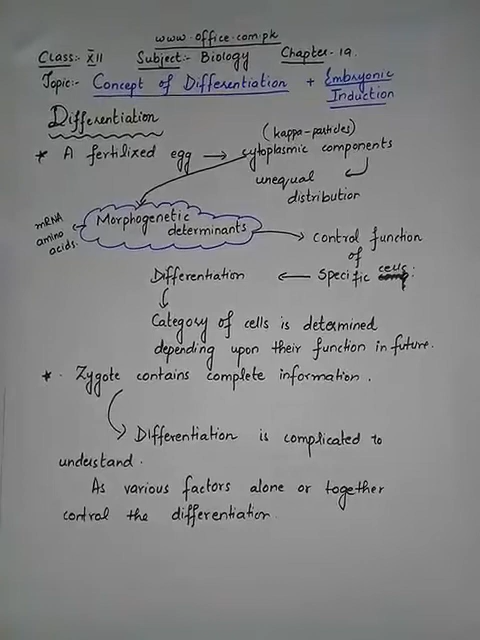 www.office.com.pk
Class:- XII Subject:- Biology Chapter- 19.
Topic:- Concept of Differentiation + Embryonic
Induction
Differentiation
(kappa-particles)
* A fertilized egg → cytoplasmic components
unequal
distribution
mRNA
amino
acids.
Morphogenetic
determinants
→ control function
of
Differentiation ← specific cells:
Category of cells is determined
depending upon their function in future.
* . Zygote contains complete information .
Differentiation is complicated to
understand .
As various factors alone or together
control the differentiation.